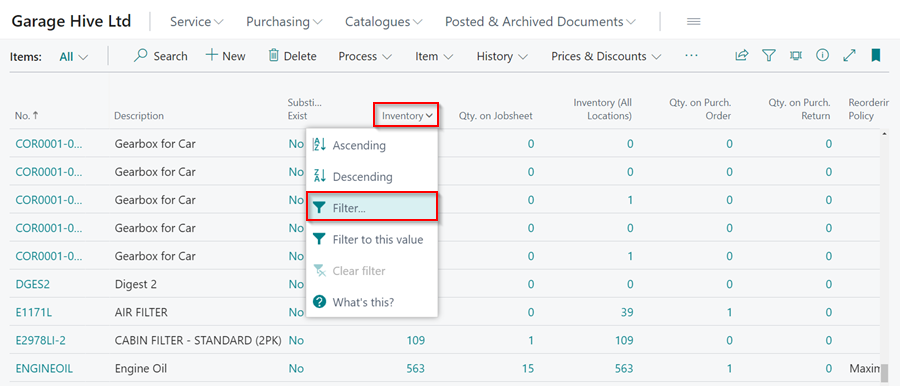 Garage Hive Ltd Service Purchasing Catalogues Posted & Archived Documents
Items: All Search New Delete Process Item History Prices & Discounts ...
Substi... Inventory (All Qty. on Purch. Qty. on Purch. Reorderin
No. Description Exist Inventory Qty. on Jobsheet Locations) Order Return Policy
COR0001-0... Gearbox for Car No 0 0 0 0
Ascending
COR0001-0... Gearbox for Car No 0 0 0 0
Descending
COR0001-0... Gearbox for Car No 0 1 0 0
Filter...
COR0001-0... Gearbox for Car No 0 0 0 0
Filter to this value
COR0001-0... Gearbox for Car No 0 1 0 0
Clear filter
DGES2 Digest 2 No 0 0 0 0
What's this?
E1171L AIR FILTER No 0 39 1 0
E2978LI-2 CABIN FILTER - STANDARD (2PK) No 109 1 109 0 0
ENGINEOIL Engine Oil No 563 15 563 1 0 Maxim